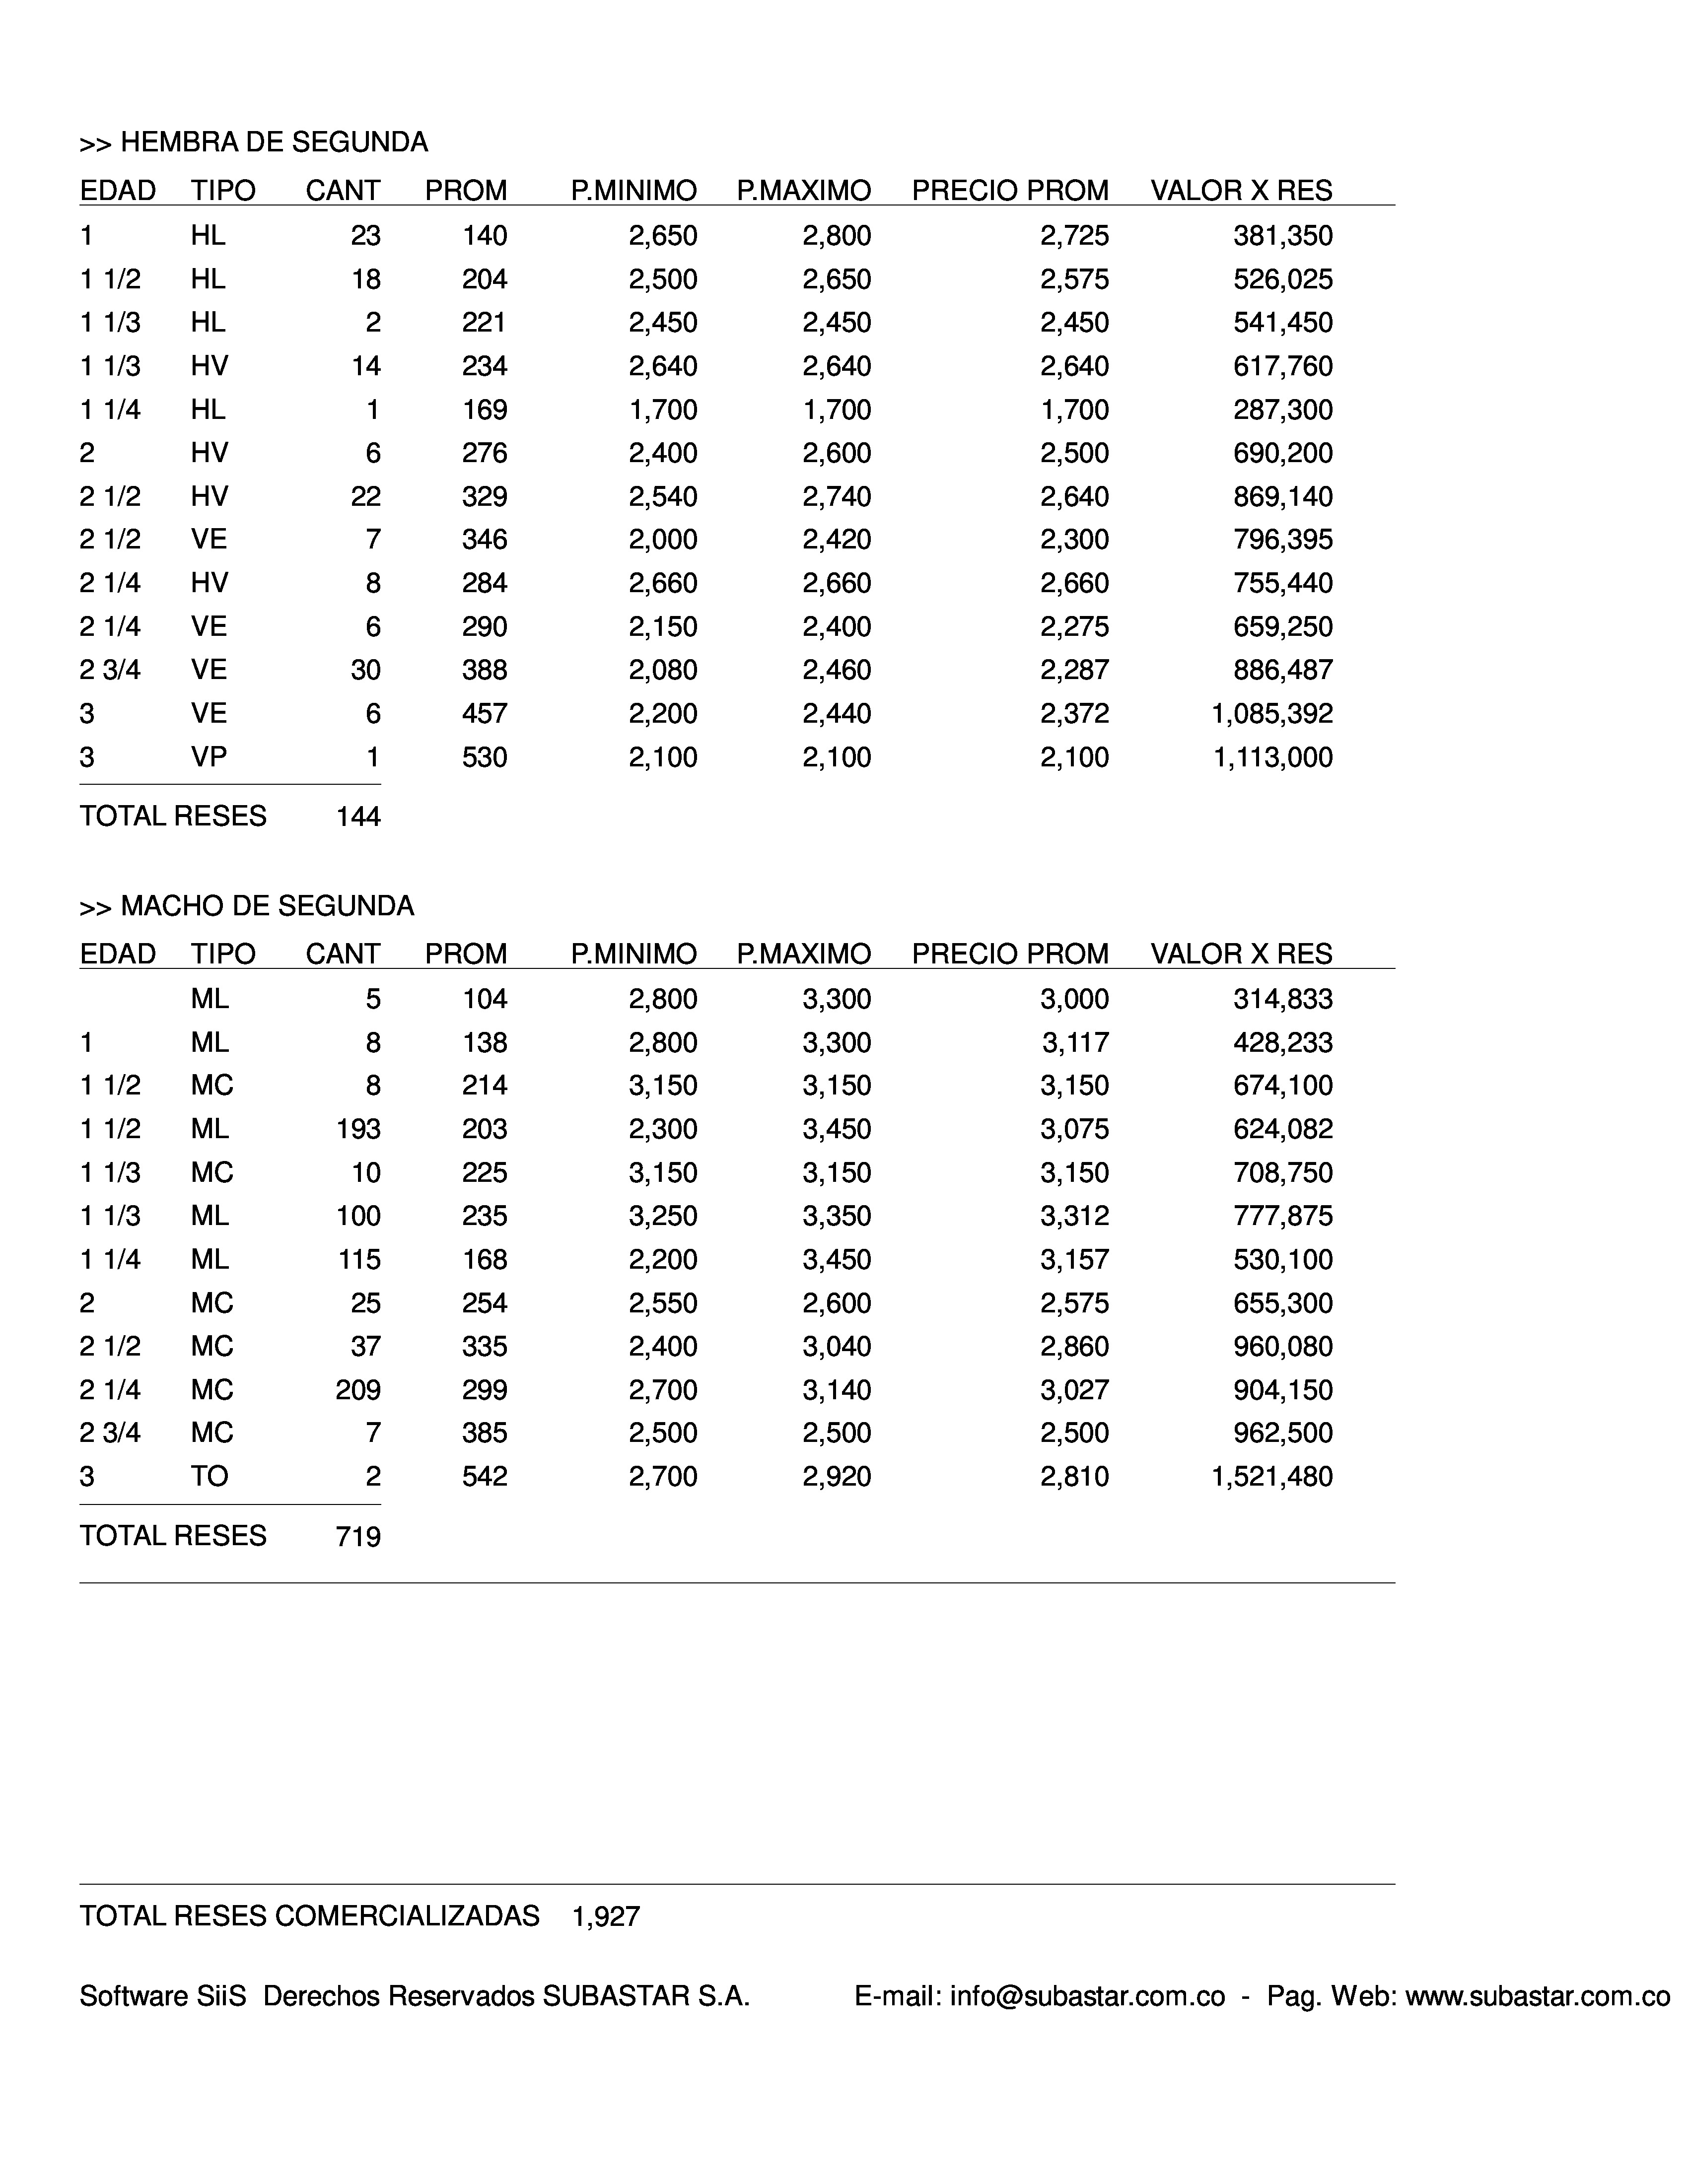 >> HEMBRA DE SEGUNDA
EDAD TIPO CANT PROM P.MINIMO P.MAXIMO PRECIO PROM VALOR X RES
1 HL 23 140 2,650 2,800 2,725 381,350
1 1/2 HL 18 204 2,500 2,650 2,575 526,025
1 1/3 HL 2 221 2,450 2,450 2,450 541,450
1 1/3 HV 14 234 2,640 2,640 2,640 617,760
1 1/4 HL 1 169 1,700 1,700 1,700 287,300
2 HV 6 276 2,400 2,600 2,500 690,200
2 1/2 HV 22 329 2,540 2,740 2,640 869,140
2 1/2 VE 7 346 2,000 2,420 2,300 796,395
2 1/4 HV 8 284 2,660 2,660 2,660 755,440
2 1/4 VE 6 290 2,150 2,400 2,275 659,250
2 3/4 VE 30 388 2,080 2,460 2,287 886,487
3 VE 6 457 2,200 2,440 2,372 1,085,392
3 VP 1 530 2,100 2,100 2,100 1,113,000
TOTAL RESES 144
>> MACHO DE SEGUNDA
EDAD TIPO CANT PROM P.MINIMO P.MAXIMO PRECIO PROM VALOR X RES
ML 5 104 2,800 3,300 3,000 314,833
1 ML 8 138 2,800 3,300 3,117 428,233
1 1/2 MC 8 214 3,150 3,150 3,150 674,100
1 1/2 ML 193 203 2,300 3,450 3,075 624,082
1 1/3 MC 10 225 3,150 3,150 3,150 708,750
1 1/3 ML 100 235 3,250 3,350 3,312 777,875
1 1/4 ML 115 168 2,200 3,450 3,157 530,100
2 MC 25 254 2,550 2,600 2,575 655,300
2 1/2 MC 37 335 2,400 3,040 2,860 960,080
2 1/4 MC 209 299 2,700 3,140 3,027 904,150
2 3/4 MC 7 385 2,500 2,500 2,500 962,500
3 TO 2 542 2,700 2,920 2,810 1,521,480
TOTAL RESES 719
TOTAL RESES COMERCIALIZADAS 1,927
Software SiiS Derechos Reservados SUBASTAR S.A. E-mail: info@subastar.com.co - Pag. Web: www.subastar.com.co